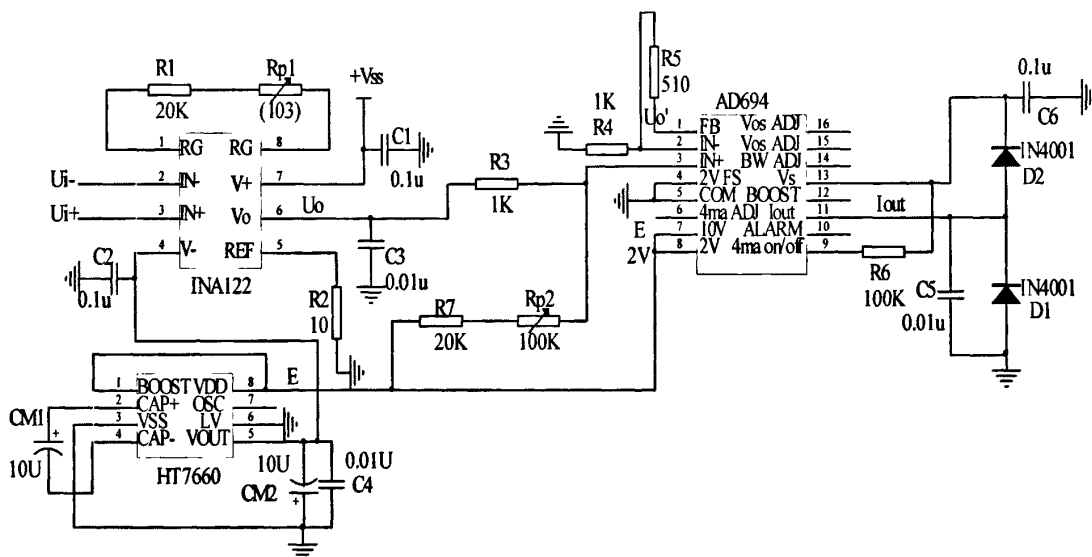 R1
20K
Rp1
(103)
+Vss
C1
0.1u
1 RG RG 8
2 IN- V+ 7
3 IN+ Vo 6
4 V- REF 5
INA122
Ui-
Ui+
Uo
C2
0.1u
C3
0.01u
R2
10
R3
1K
R7
20K
Rp2
100K
E
1 BOOST VDD 8
2 CAP+ OSC 7
3 VSS LV 6
4 CAP- VOUT 5
HT7660
CM1
+
10U
10U
CM2
+
0.01U
C4
R5
510
1K
R4
Uo'
AD694
1 FB Vos ADJ 16
2 IN- Vos ADJ 15
3 IN+ BW ADJ 14
4 2V FS Vs 13
5 COM BOOST 12
6 4ma ADJ Iout 11
7 10V ALARM 10
8 2V 4ma on/off 9
E
2V
Iout
R6
100K
C5
0.01u
0.1u
C6
IN4001
D2
IN4001
D1